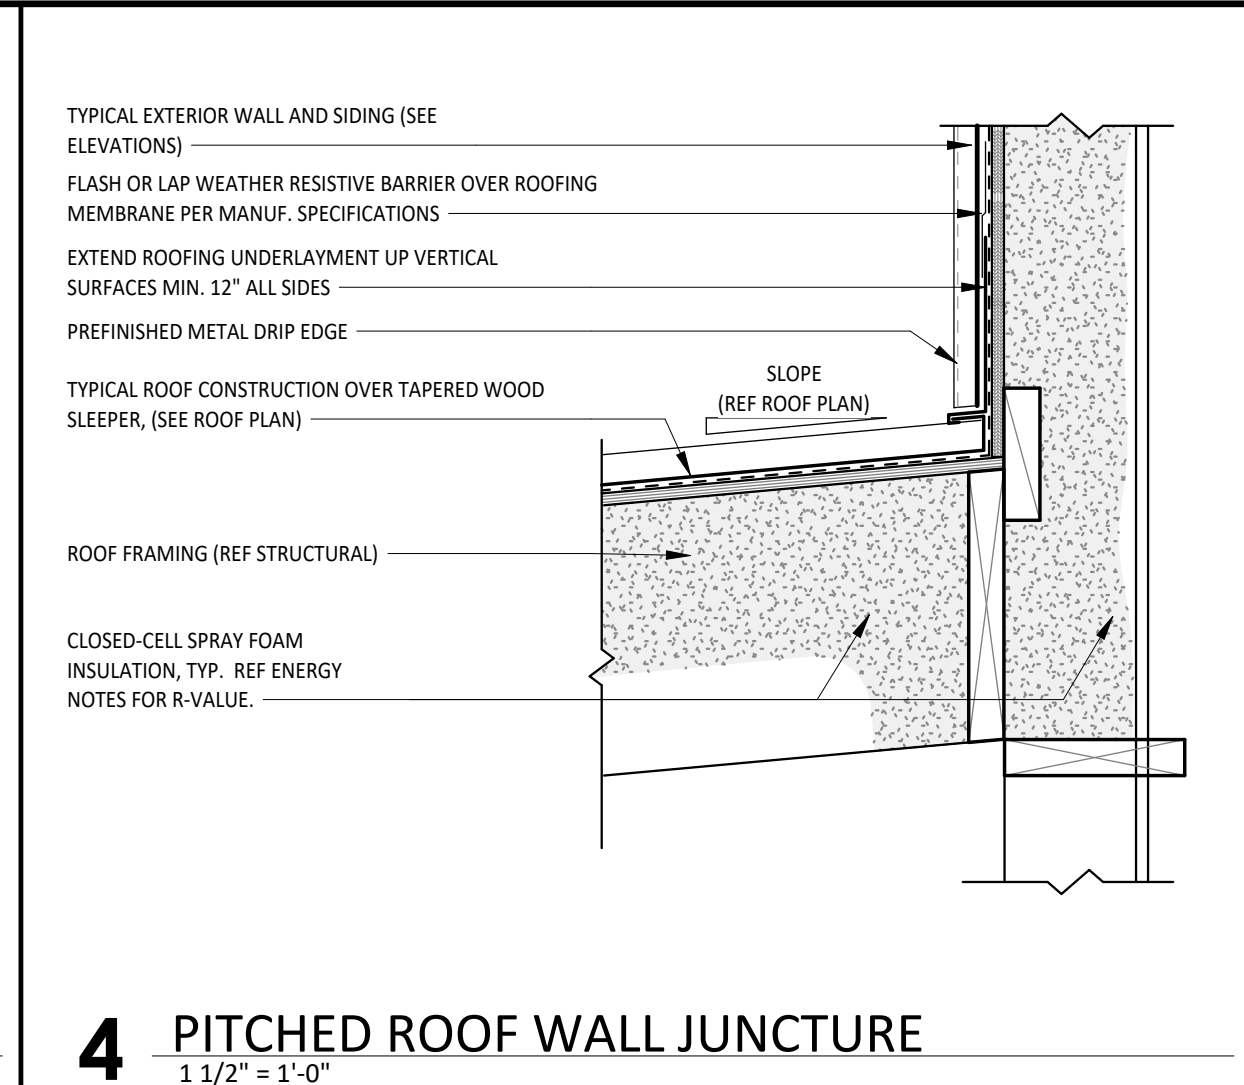 TYPICAL EXTERIOR WALL AND SIDING (SEE
ELEVATIONS)
FLASH OR LAP WEATHER RESISTIVE BARRIER OVER ROOFING
MEMBRANE PER MANUF. SPECIFICATIONS
EXTEND ROOFING UNDERLAYMENT UP VERTICAL
SURFACES MIN. 12" ALL SIDES
PREFINISHED METAL DRIP EDGE
TYPICAL ROOF CONSTRUCTION OVER TAPERED WOOD
SLEEPER, (SEE ROOF PLAN)
SLOPE
(REF ROOF PLAN)
ROOF FRAMING (REF STRUCTURAL)
CLOSED-CELL SPRAY FOAM
INSULATION, TYP. REF ENERGY
NOTES FOR R-VALUE.
4 PITCHED ROOF WALL JUNCTURE
1 1/2" = 1'-0"